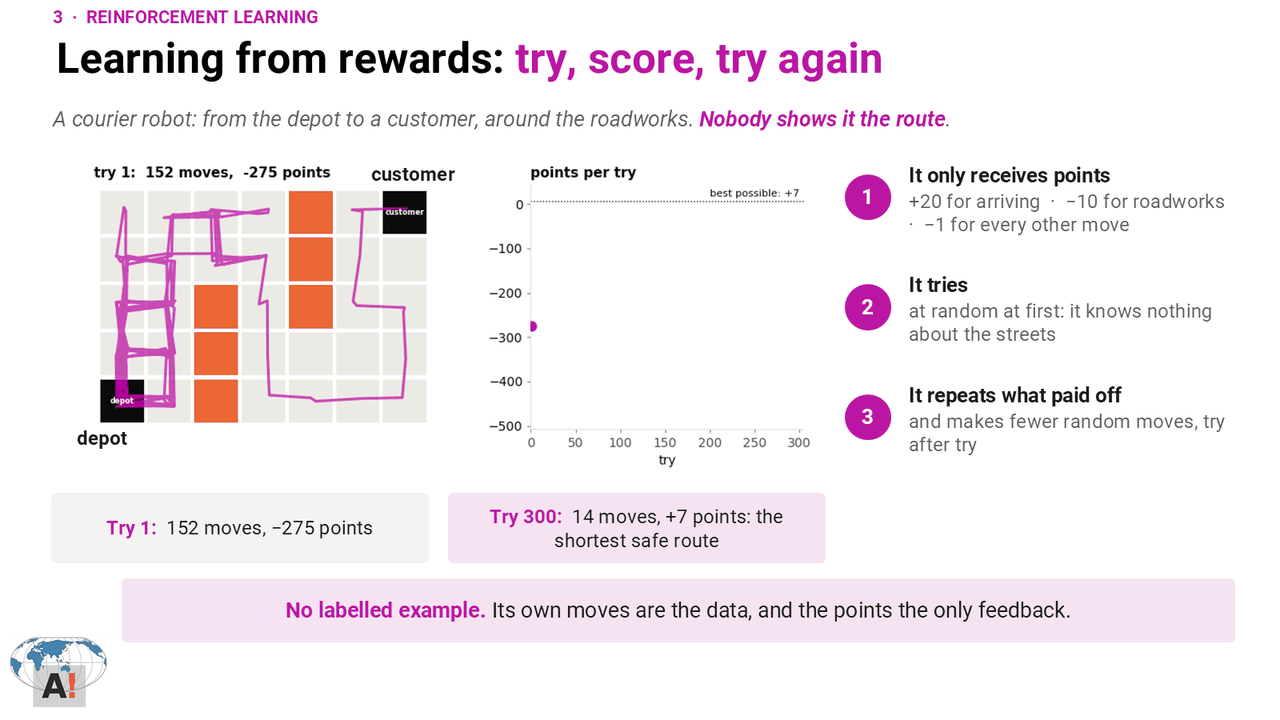 3 · REINFORCEMENT LEARNING
Learning from rewards: try, score, try again
A courier robot: from the depot to a customer, around the roadworks. Nobody shows it the route.
try 1: 152 moves, -275 points
customer
customer
depot
depot
points per try
best possible: +7
0
−100
−200
−300
−400
−500
0 50 100 150 200 250 300
try
1
It only receives points
+20 for arriving · −10 for roadworks
· −1 for every other move
2
It tries
at random at first: it knows nothing
about the streets
3
It repeats what paid off
and makes fewer random moves, try
after try
Try 1: 152 moves, −275 points
Try 300: 14 moves, +7 points: the
shortest safe route
No labelled example. Its own moves are the data, and the points the only feedback.
A!